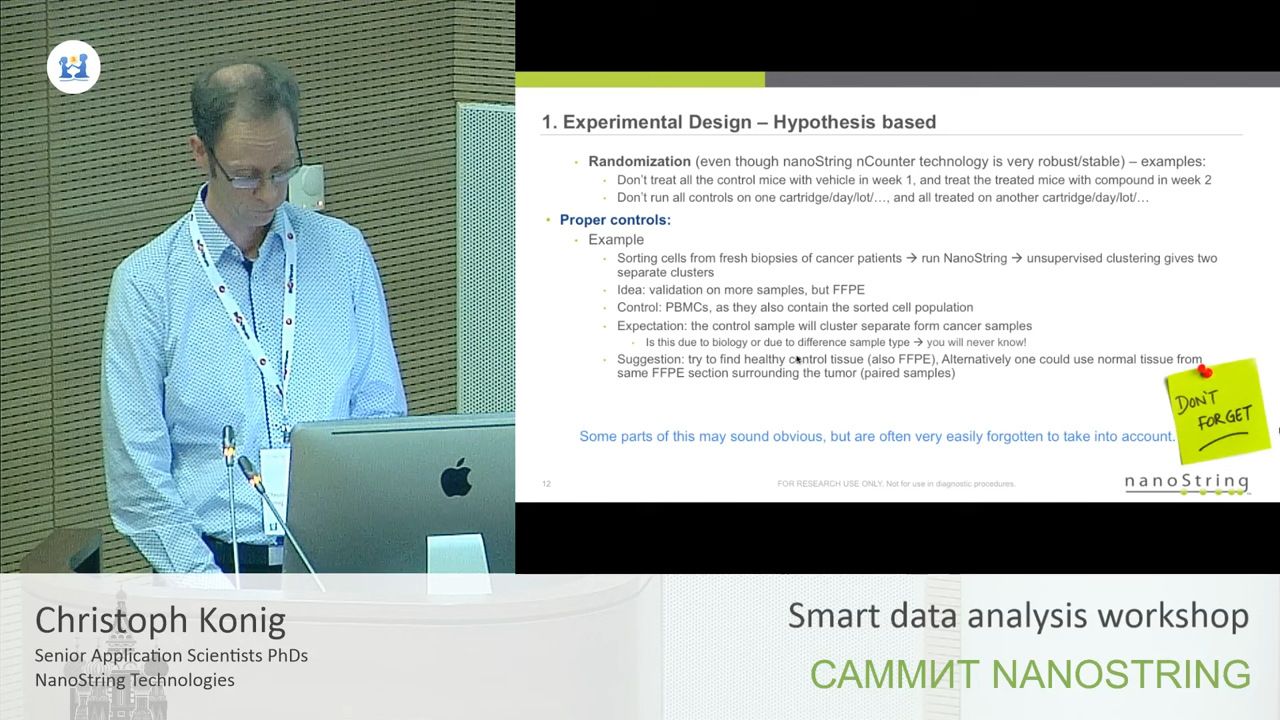 1. Experimental Design – Hypothesis based
Randomization (even though nanoString nCounter technology is very robust/stable) – examples:
Don't treat all the control mice with vehicle in week 1, and treat the treated mice with compound in week 2
Don't run all controls on one cartridge/day/lot/…, and all treated on another cartridge/day/lot/…
Proper controls:
Example
Sorting cells from fresh biopsies of cancer patients → run NanoString → unsupervised clustering gives two
separate clusters
Idea: validation on more samples, but FFPE
Control: PBMCs, as they also contain the sorted cell population
Expectation: the control sample will cluster separate form cancer samples
Is this due to biology or due to difference sample type → you will never know!
Suggestion: try to find healthy control tissue (also FFPE), Alternatively one could use normal tissue from
same FFPE section surrounding the tumor (paired samples)
DON'T
FORGET
Some parts of this may sound obvious, but are often very easily forgotten to take into account.
12
FOR RESEARCH USE ONLY. Not for use in diagnostic procedures.
nanoString
Christoph Konig
Senior Application Scientists PhDs
NanoString Technologies
Smart data analysis workshop
САММИТ NANOSTRING